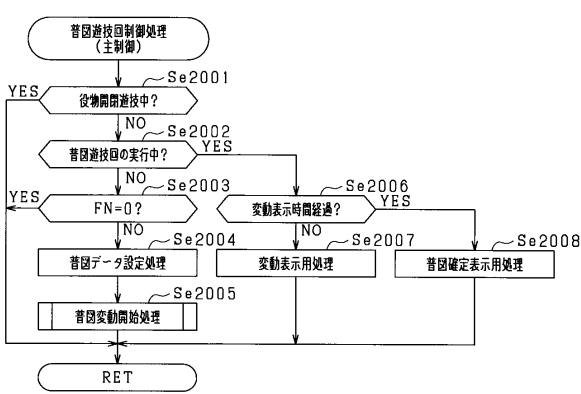 普図遊技回制御処理
(主制御)
Se2001
YES
役物開閉遊技中?
NO
Se2002
普図遊技回の実行中?
YES
NO
Se2003
YES
FN=0?
NO
Se2006
変動表示時間経過?
YES
NO
Se2004
普図データ設定処理
Se2007
変動表示用処理
Se2008
普図確定表示用処理
Se2005
普図変動開始処理
RET